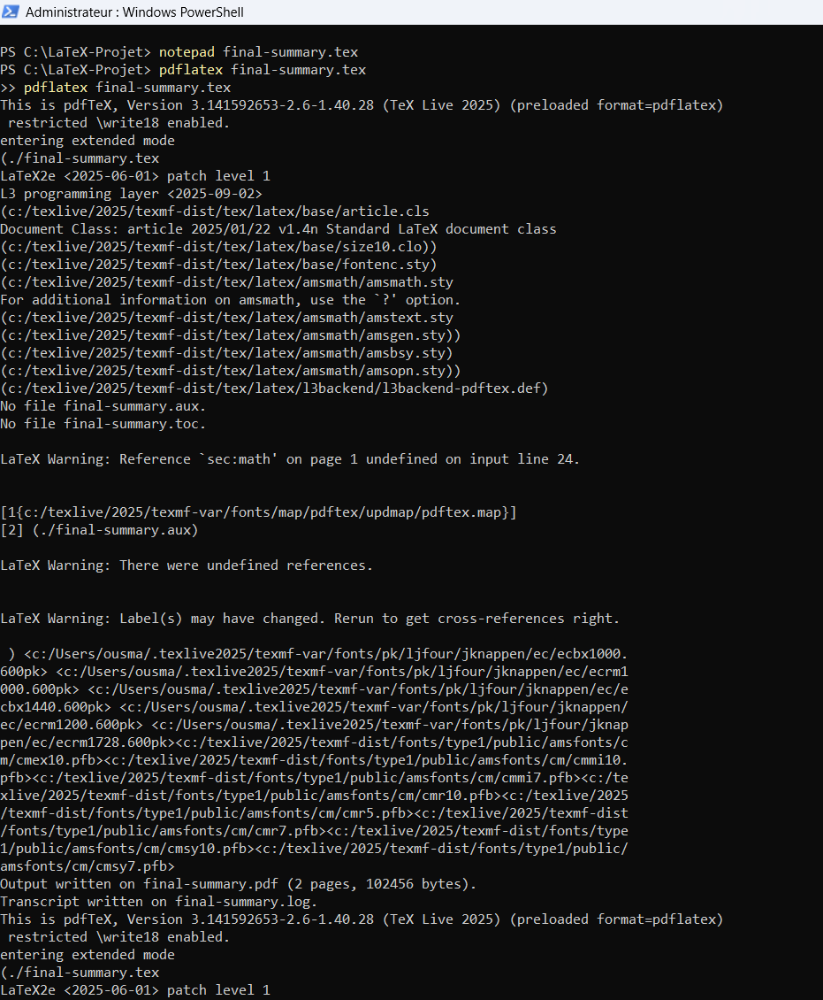 Administrateur : Windows PowerShell
PS C:\LaTeX-Projet> notepad final-summary.tex
PS C:\LaTeX-Projet> pdflatex final-summary.tex
>> pdflatex final-summary.tex
This is pdfTeX, Version 3.141592653-2.6-1.40.28 (TeX Live 2025) (preloaded format=pdflatex)
 restricted \write18 enabled.
entering extended mode
(./final-summary.tex
LaTeX2e <2025-06-01> patch level 1
L3 programming layer <2025-09-02>
(c:/texlive/2025/texmf-dist/tex/latex/base/article.cls
Document Class: article 2025/01/22 v1.4n Standard LaTeX document class
(c:/texlive/2025/texmf-dist/tex/latex/base/size10.clo))
(c:/texlive/2025/texmf-dist/tex/latex/base/fontenc.sty)
(c:/texlive/2025/texmf-dist/tex/latex/amsmath/amsmath.sty
For additional information on amsmath, use the `?' option.
(c:/texlive/2025/texmf-dist/tex/latex/amsmath/amstext.sty
(c:/texlive/2025/texmf-dist/tex/latex/amsmath/amsgen.sty))
(c:/texlive/2025/texmf-dist/tex/latex/amsmath/amsbsy.sty)
(c:/texlive/2025/texmf-dist/tex/latex/amsmath/amsopn.sty))
(c:/texlive/2025/texmf-dist/tex/latex/l3backend/l3backend-pdftex.def)
No file final-summary.aux.
No file final-summary.toc.
LaTeX Warning: Reference `sec:math' on page 1 undefined on input line 24.
[1{c:/texlive/2025/texmf-var/fonts/map/pdftex/updmap/pdftex.map}]
[2] (./final-summary.aux)
LaTeX Warning: There were undefined references.
LaTeX Warning: Label(s) may have changed. Rerun to get cross-references right.
 ) <c:/Users/ousma/.texlive2025/texmf-var/fonts/pk/ljfour/jknappen/ec/ecbx1000.
600pk> <c:/Users/ousma/.texlive2025/texmf-var/fonts/pk/ljfour/jknappen/ec/ecrm1
000.600pk> <c:/Users/ousma/.texlive2025/texmf-var/fonts/pk/ljfour/jknappen/ec/e
cbx1440.600pk> <c:/Users/ousma/.texlive2025/texmf-var/fonts/pk/ljfour/jknappen/
ec/ecrm1200.600pk> <c:/Users/ousma/.texlive2025/texmf-var/fonts/pk/ljfour/jknap
pen/ec/ecrm1728.600pk><c:/texlive/2025/texmf-dist/fonts/type1/public/amsfonts/c
m/cmex10.pfb><c:/texlive/2025/texmf-dist/fonts/type1/public/amsfonts/cm/cmmi10.
pfb><c:/texlive/2025/texmf-dist/fonts/type1/public/amsfonts/cm/cmmi7.pfb><c:/te
xlive/2025/texmf-dist/fonts/type1/public/amsfonts/cm/cmr10.pfb><c:/texlive/2025
/texmf-dist/fonts/type1/public/amsfonts/cm/cmr5.pfb><c:/texlive/2025/texmf-dist
/fonts/type1/public/amsfonts/cm/cmr7.pfb><c:/texlive/2025/texmf-dist/fonts/type
1/public/amsfonts/cm/cmsy10.pfb><c:/texlive/2025/texmf-dist/fonts/type1/public/
amsfonts/cm/cmsy7.pfb>
Output written on final-summary.pdf (2 pages, 102456 bytes).
Transcript written on final-summary.log.
This is pdfTeX, Version 3.141592653-2.6-1.40.28 (TeX Live 2025) (preloaded format=pdflatex)
 restricted \write18 enabled.
entering extended mode
(./final-summary.tex
LaTeX2e <2025-06-01> patch level 1